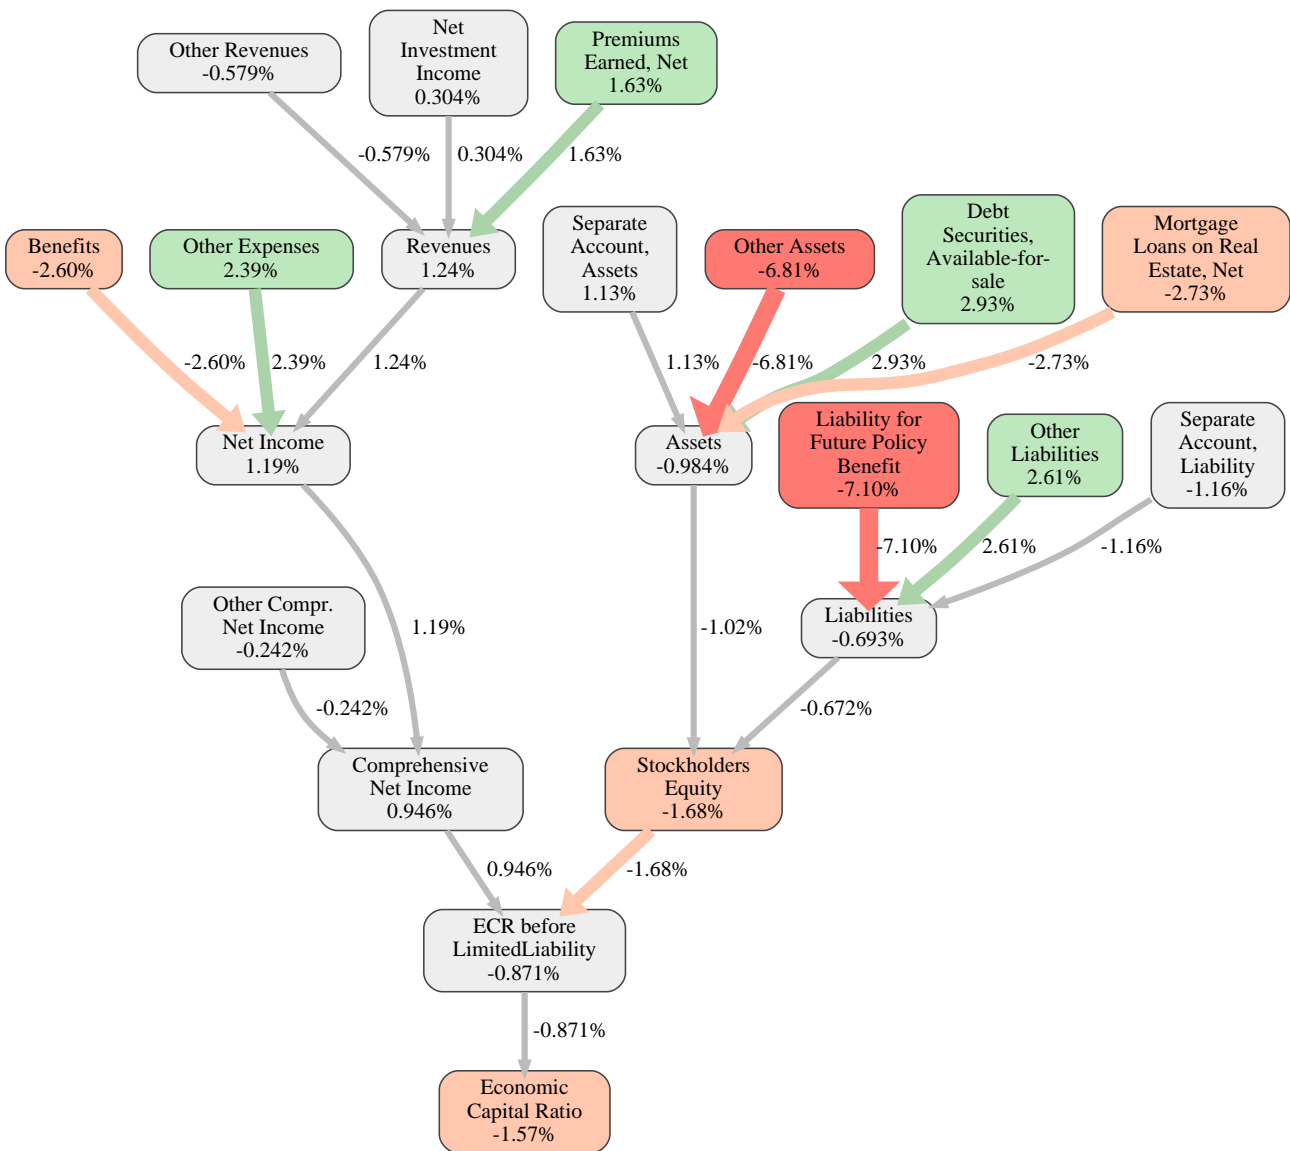 Other Revenues
-0.579%
Net
Investment
Income
0.304%
Premiums
Earned, Net
1.63%
-0.579%
0.304%
1.63%
Benefits
-2.60%
Other Expenses
2.39%
Revenues
1.24%
Separate
Account,
Assets
1.13%
Other Assets
-6.81%
Debt
Securities,
Available-for-
sale
2.93%
Mortgage
Loans on Real
Estate, Net
-2.73%
-2.60%
2.39%
1.24%
1.13%
-6.81%
2.93%
-2.73%
Net Income
1.19%
Assets
-0.984%
Liability for
Future Policy
Benefit
-7.10%
Other
Liabilities
2.61%
Separate
Account,
Liability
-1.16%
-7.10%
2.61%
-1.16%
Other Compr.
Net Income
-0.242%
1.19%
-1.02%
Liabilities
-0.693%
-0.242%
-0.672%
Comprehensive
Net Income
0.946%
Stockholders
Equity
-1.68%
0.946%
-1.68%
ECR before
LimitedLiability
-0.871%
-0.871%
Economic
Capital Ratio
-1.57%